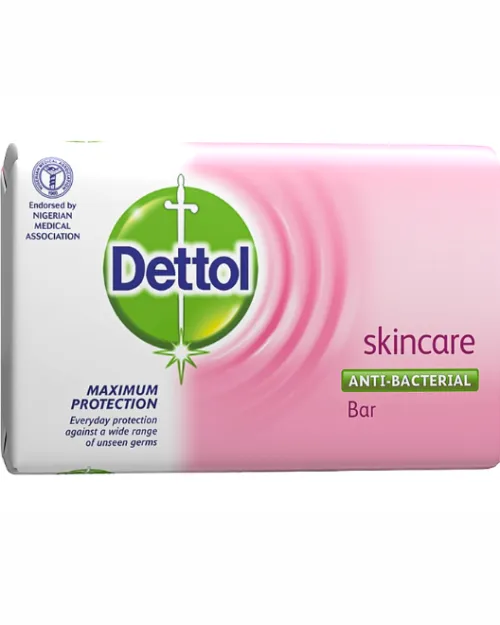 Endorsed by
NIGERIAN
MEDICAL
ASSOCIATION
Dettol
MAXIMUM
PROTECTION
Everyday protection
against a wide range
of unseen germs
skincare
ANTI-BACTERIAL
Bar